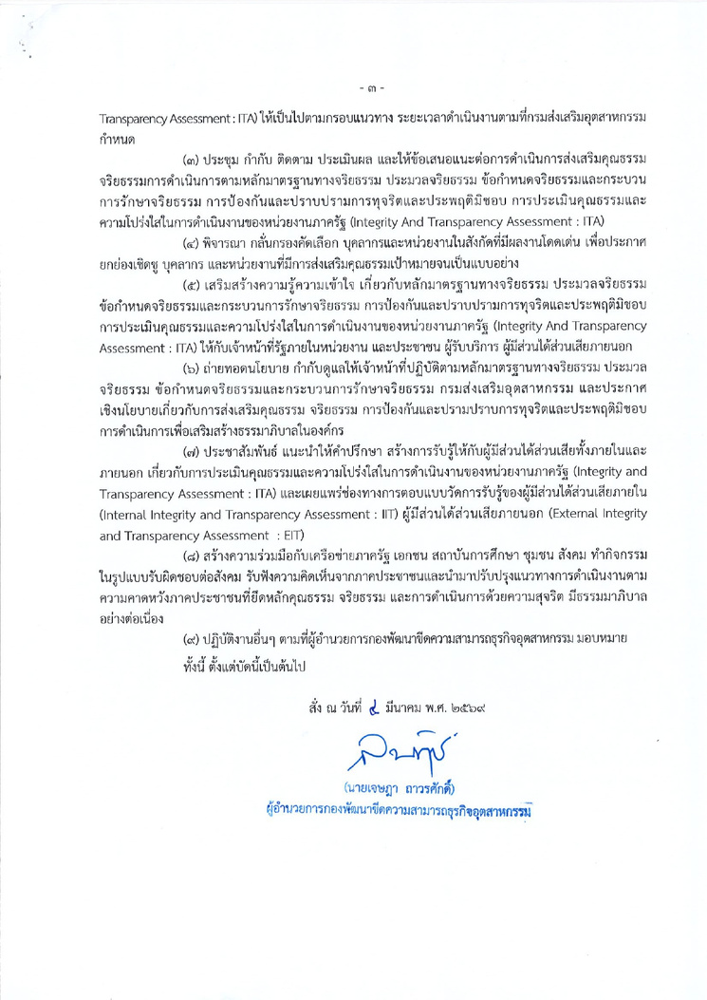 - ๓ -
Transparency Assessment : ITA) ให้เป็นไปตามกรอบแนวทาง ระยะเวลาดำเนินงานตามที่กรมส่งเสริมอุตสาหกรรม
กำหนด
(๓) ประชุม กำกับ ติดตาม ประเมินผล และให้ข้อเสนอแนะต่อการดำเนินการส่งเสริมคุณธรรม
จริยธรรมการดำเนินการตามหลักมาตรฐานทางจริยธรรม ประมวลจริยธรรม ข้อกำหนดจริยธรรมและกระบวน
การรักษาจริยธรรม การป้องกันและปราบปรามการทุจริตและประพฤติมิชอบ การประเมินคุณธรรมและ
ความโปร่งใสในการดำเนินงานของหน่วยงานภาครัฐ (Integrity And Transparency Assessment : ITA)
(๔) พิจารณา กลั่นกรองคัดเลือก บุคลากรและหน่วยงานในสังกัดที่มีผลงานโดดเด่น เพื่อประกาศ
ยกย่องเชิดชู บุคลากร และหน่วยงานที่มีการส่งเสริมคุณธรรมเป้าหมายจนเป็นแบบอย่าง
(๕) เสริมสร้างความรู้ความเข้าใจ เกี่ยวกับหลักมาตรฐานทางจริยธรรม ประมวลจริยธรรม
ข้อกำหนดจริยธรรมและกระบวนการรักษาจริยธรรม การป้องกันและปราบปรามการทุจริตและประพฤติมิชอบ
การประเมินคุณธรรมและความโปร่งใสในการดำเนินงานของหน่วยงานภาครัฐ (Integrity And Transparency
Assessment : ITA) ให้กับเจ้าหน้าที่รัฐภายในหน่วยงาน และประชาชน ผู้รับบริการ ผู้มีส่วนได้ส่วนเสียภายนอก
(๖) ถ่ายทอดนโยบาย กำกับดูแลให้เจ้าหน้าที่ปฏิบัติตามหลักมาตรฐานทางจริยธรรม ประมวล
จริยธรรม ข้อกำหนดจริยธรรมและกระบวนการรักษาจริยธรรม กรมส่งเสริมอุตสาหกรรม และประกาศ
เชิงนโยบายเกี่ยวกับการส่งเสริมคุณธรรม จริยธรรม การป้องกันและปรามปราบการทุจริตและประพฤติมิชอบ
การดำเนินการเพื่อเสริมสร้างธรรมาภิบาลในองค์กร
(๗) ประชาสัมพันธ์ แนะนำให้คำปรึกษา สร้างการรับรู้ให้กับผู้มีส่วนได้ส่วนเสียทั้งภายในและ
ภายนอก เกี่ยวกับการประเมินคุณธรรมและความโปร่งใสในการดำเนินงานของหน่วยงานภาครัฐ (Integrity and
Transparency Assessment : ITA) และเผยแพร่ช่องทางการตอบแบบวัดการรับรู้ของผู้มีส่วนได้ส่วนเสียภายใน
(Internal Integrity and Transparency Assessment : IIT) ผู้มีส่วนได้ส่วนเสียภายนอก (External Integrity
and Transparency Assessment : EIT)
(๘) สร้างความร่วมมือกับเครือข่ายภาครัฐ เอกชน สถาบันการศึกษา ชุมชน สังคม ทำกิจกรรม
ในรูปแบบรับผิดชอบต่อสังคม รับฟังความคิดเห็นจากภาคประชาชนและนำมาปรับปรุงแนวทางการดำเนินงานตาม
ความคาดหวังภาคประชาชนที่ยึดหลักคุณธรรม จริยธรรม และการดำเนินการด้วยความสุจริต มีธรรมมาภิบาล
อย่างต่อเนื่อง
(๙) ปฏิบัติงานอื่นๆ ตามที่ผู้อำนวยการกองพัฒนาขีดความสามารถธุรกิจอุตสาหกรรม มอบหมาย
ทั้งนี้ ตั้งแต่บัดนี้เป็นต้นไป
สั่ง ณ วันที่ ๔ มีนาคม พ.ศ. ๒๕๖๙
(นายเจษฎา ถาวรศักดิ์)
ผู้อำนวยการกองพัฒนาขีดความสามารถธุรกิจอุตสาหกรรม